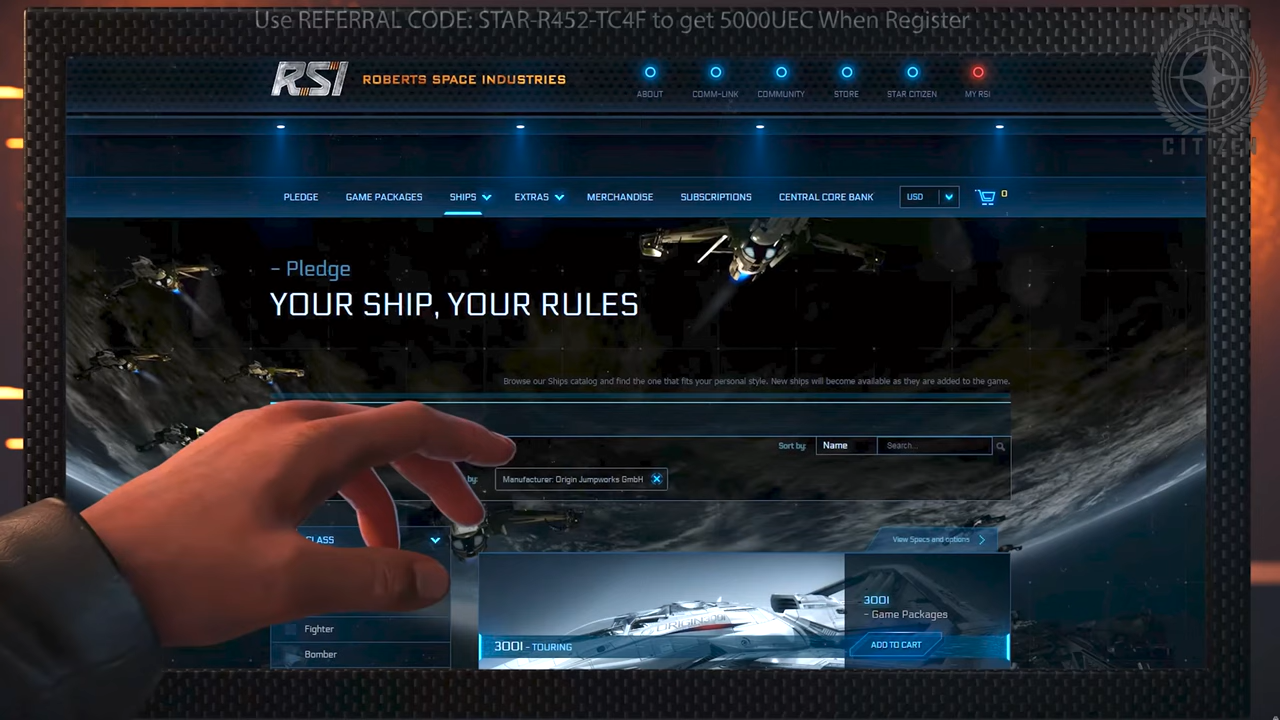 Use REFERRAL CODE: STAR-R452-TC4F to get 5000UEC When Register
STAR
CITIZEN
RSI ROBERTS SPACE INDUSTRIES
ABOUT COMM-LINK COMMUNITY STORE STAR CITIZEN MY RSI
PLEDGE GAME PACKAGES SHIPS EXTRAS MERCHANDISE SUBSCRIPTIONS CENTRAL CORE BANK USD 0
- Pledge
YOUR SHIP, YOUR RULES
Browse our Ships catalog and find the one that fits your personal style. New ships will become available as they are added to the game.
Sort by: Name Search...
by: Manufacturer: Origin Jumpworks GmbH
CLASS
View Specs and options
300I
- Game Packages
Fighter
ORIGIN
300I - TOURING
ADD TO CART
Bomber